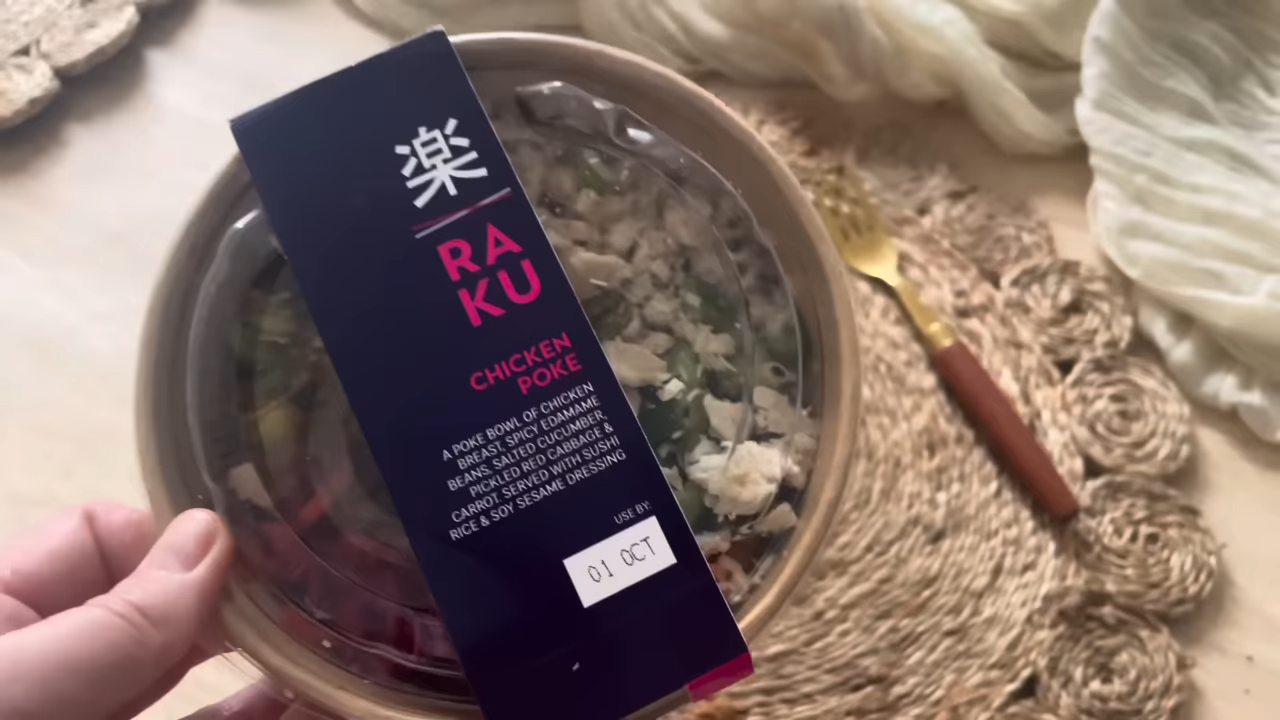 楽
RA
KU
CHICKEN
POKE
A POKE BOWL OF CHICKEN
BREAST, SPICY EDAMAME
BEANS, SALTED CUCUMBER,
PICKLED RED CABBAGE &
CARROT. SERVED WITH SUSHI
RICE & SOY SESAME DRESSING
USE BY:
01 OCT